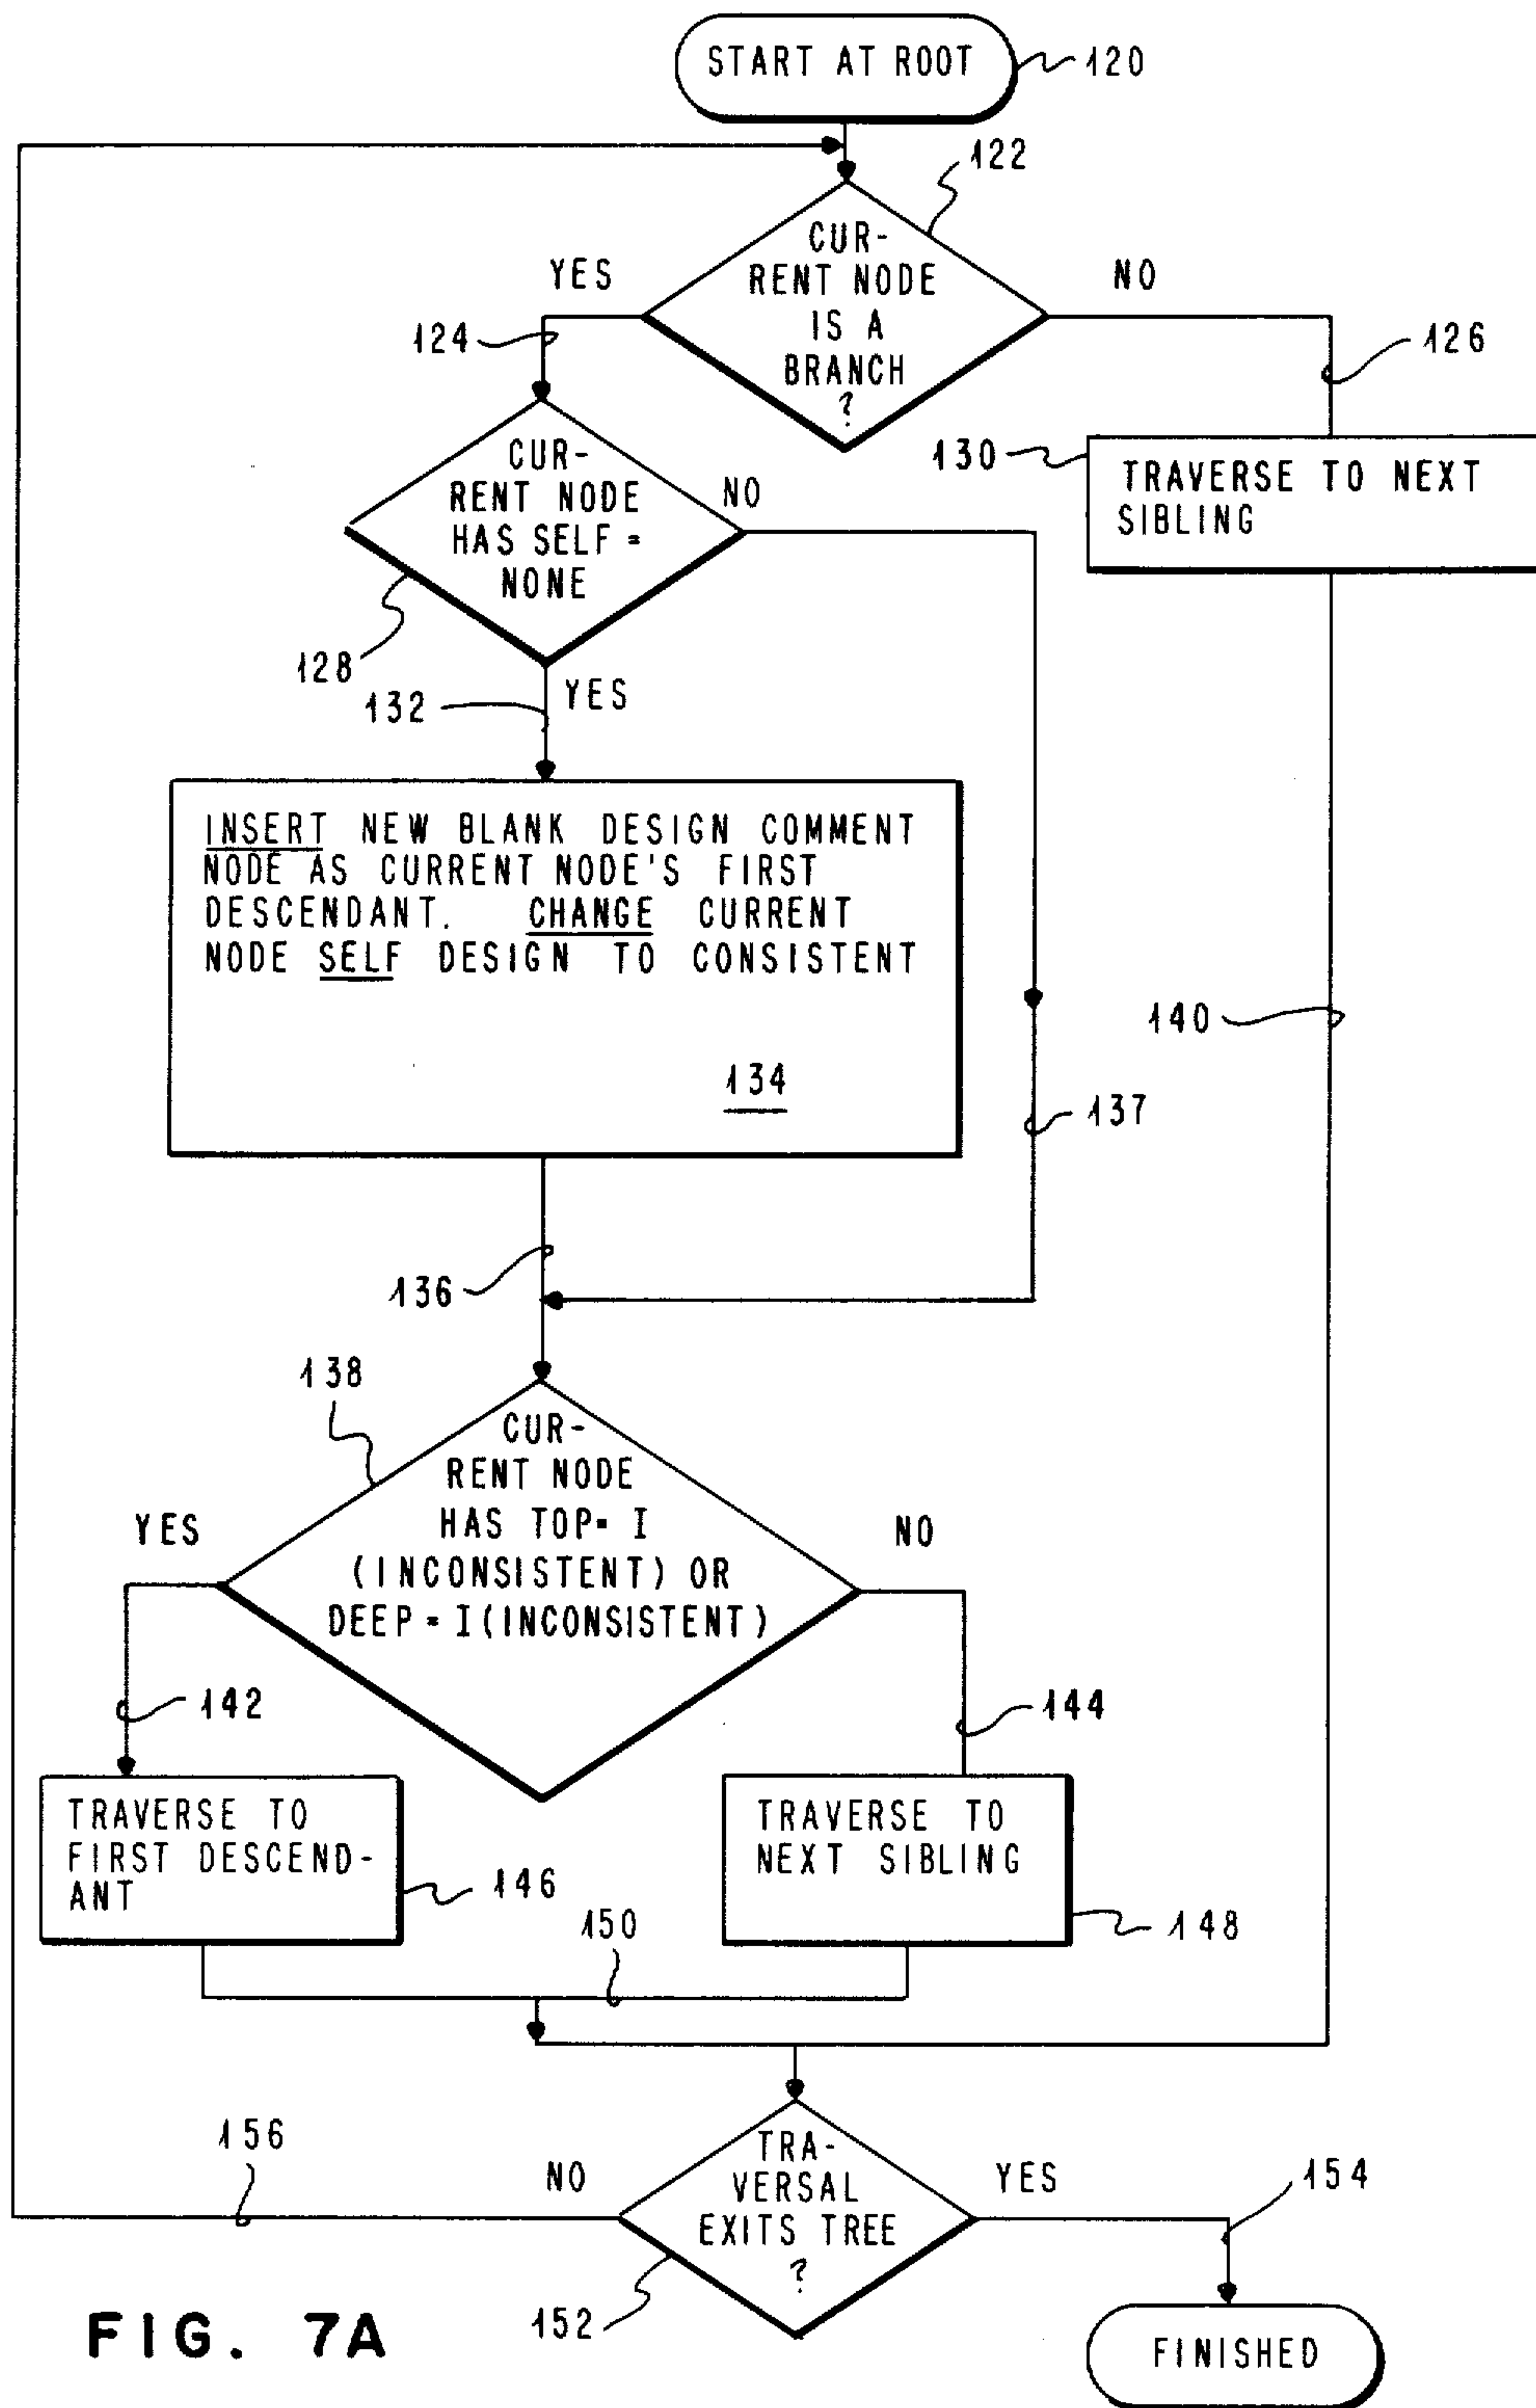 START AT ROOT
120
122
CUR-
RENT NODE
IS A
BRANCH
?
YES
NO
124
126
CUR-
RENT NODE
HAS SELF =
NONE
NO
130
TRAVERSE TO NEXT
SIBLING
128
132
YES
INSERT NEW BLANK DESIGN COMMENT
NODE AS CURRENT NODE'S FIRST
DESCENDANT. CHANGE CURRENT
NODE SELF DESIGN TO CONSISTENT
134
140
137
136
138
CUR-
RENT NODE
HAS TOP= I
(INCONSISTENT) OR
DEEP = I (INCONSISTENT)
YES
NO
142
144
TRAVERSE TO
FIRST DESCEND-
ANT
146
TRAVERSE TO
NEXT SIBLING
148
150
156
TRA-
VERSAL
EXITS TREE
?
NO
YES
154
152
FINISHED
FIG. 7A